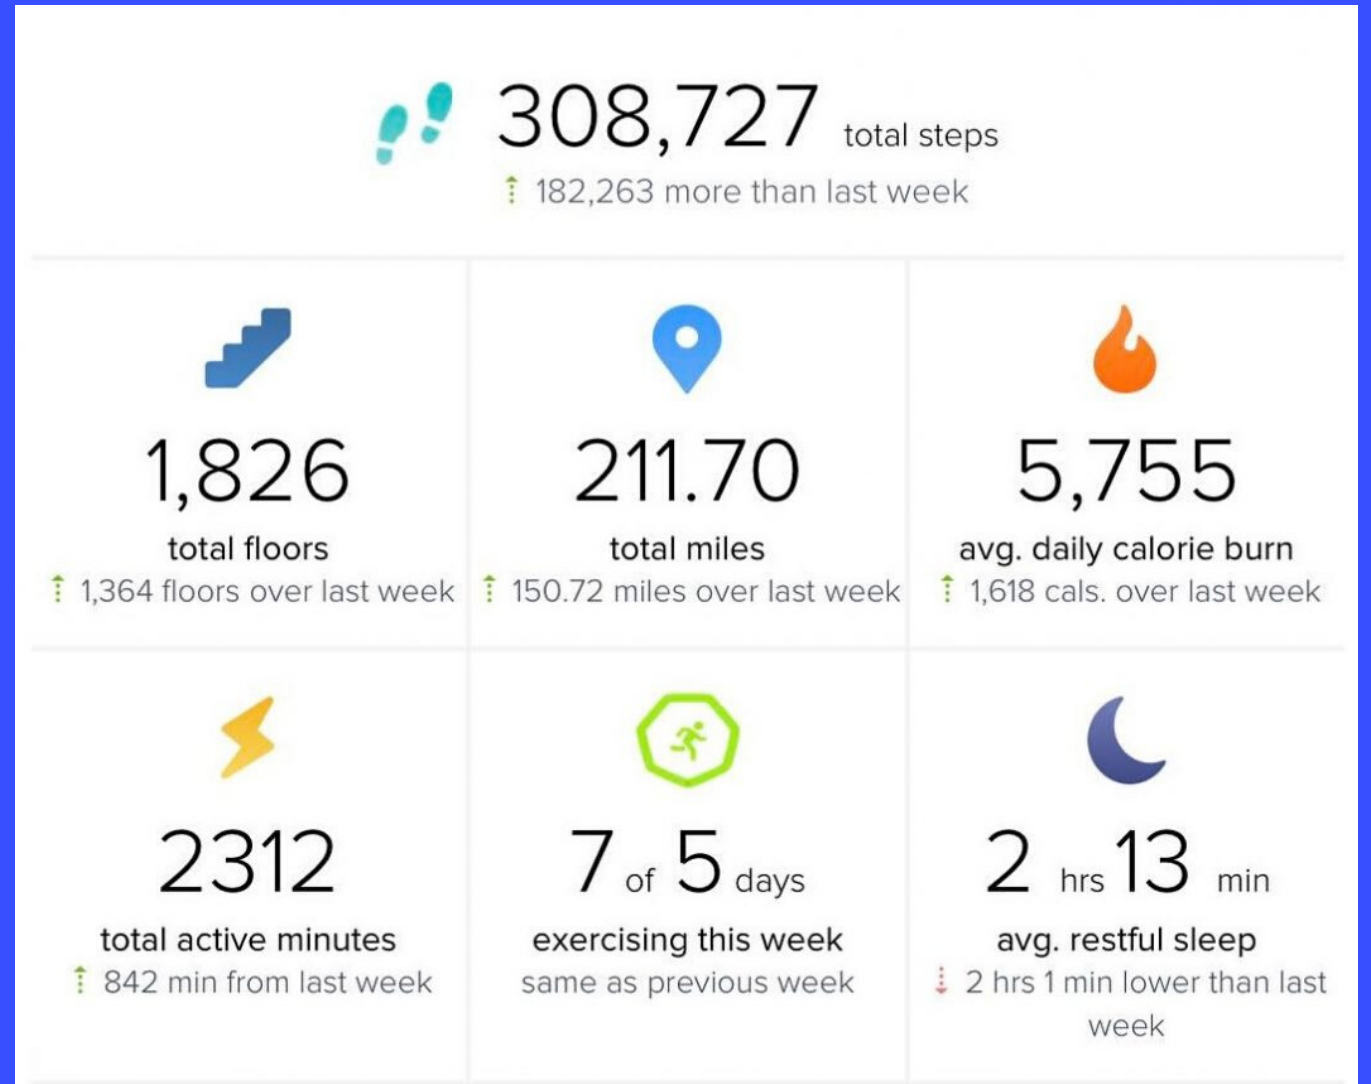 308,727 total steps
182,263 more than last week
1,826
total floors
1,364 floors over last week
211.70
total miles
150.72 miles over last week
5,755
avg. daily calorie burn
1,618 cals. over last week
2312
total active minutes
842 min from last week
7 of 5 days
exercising this week
same as previous week
2 hrs 13 min
avg. restful sleep
2 hrs 1 min lower than last
week